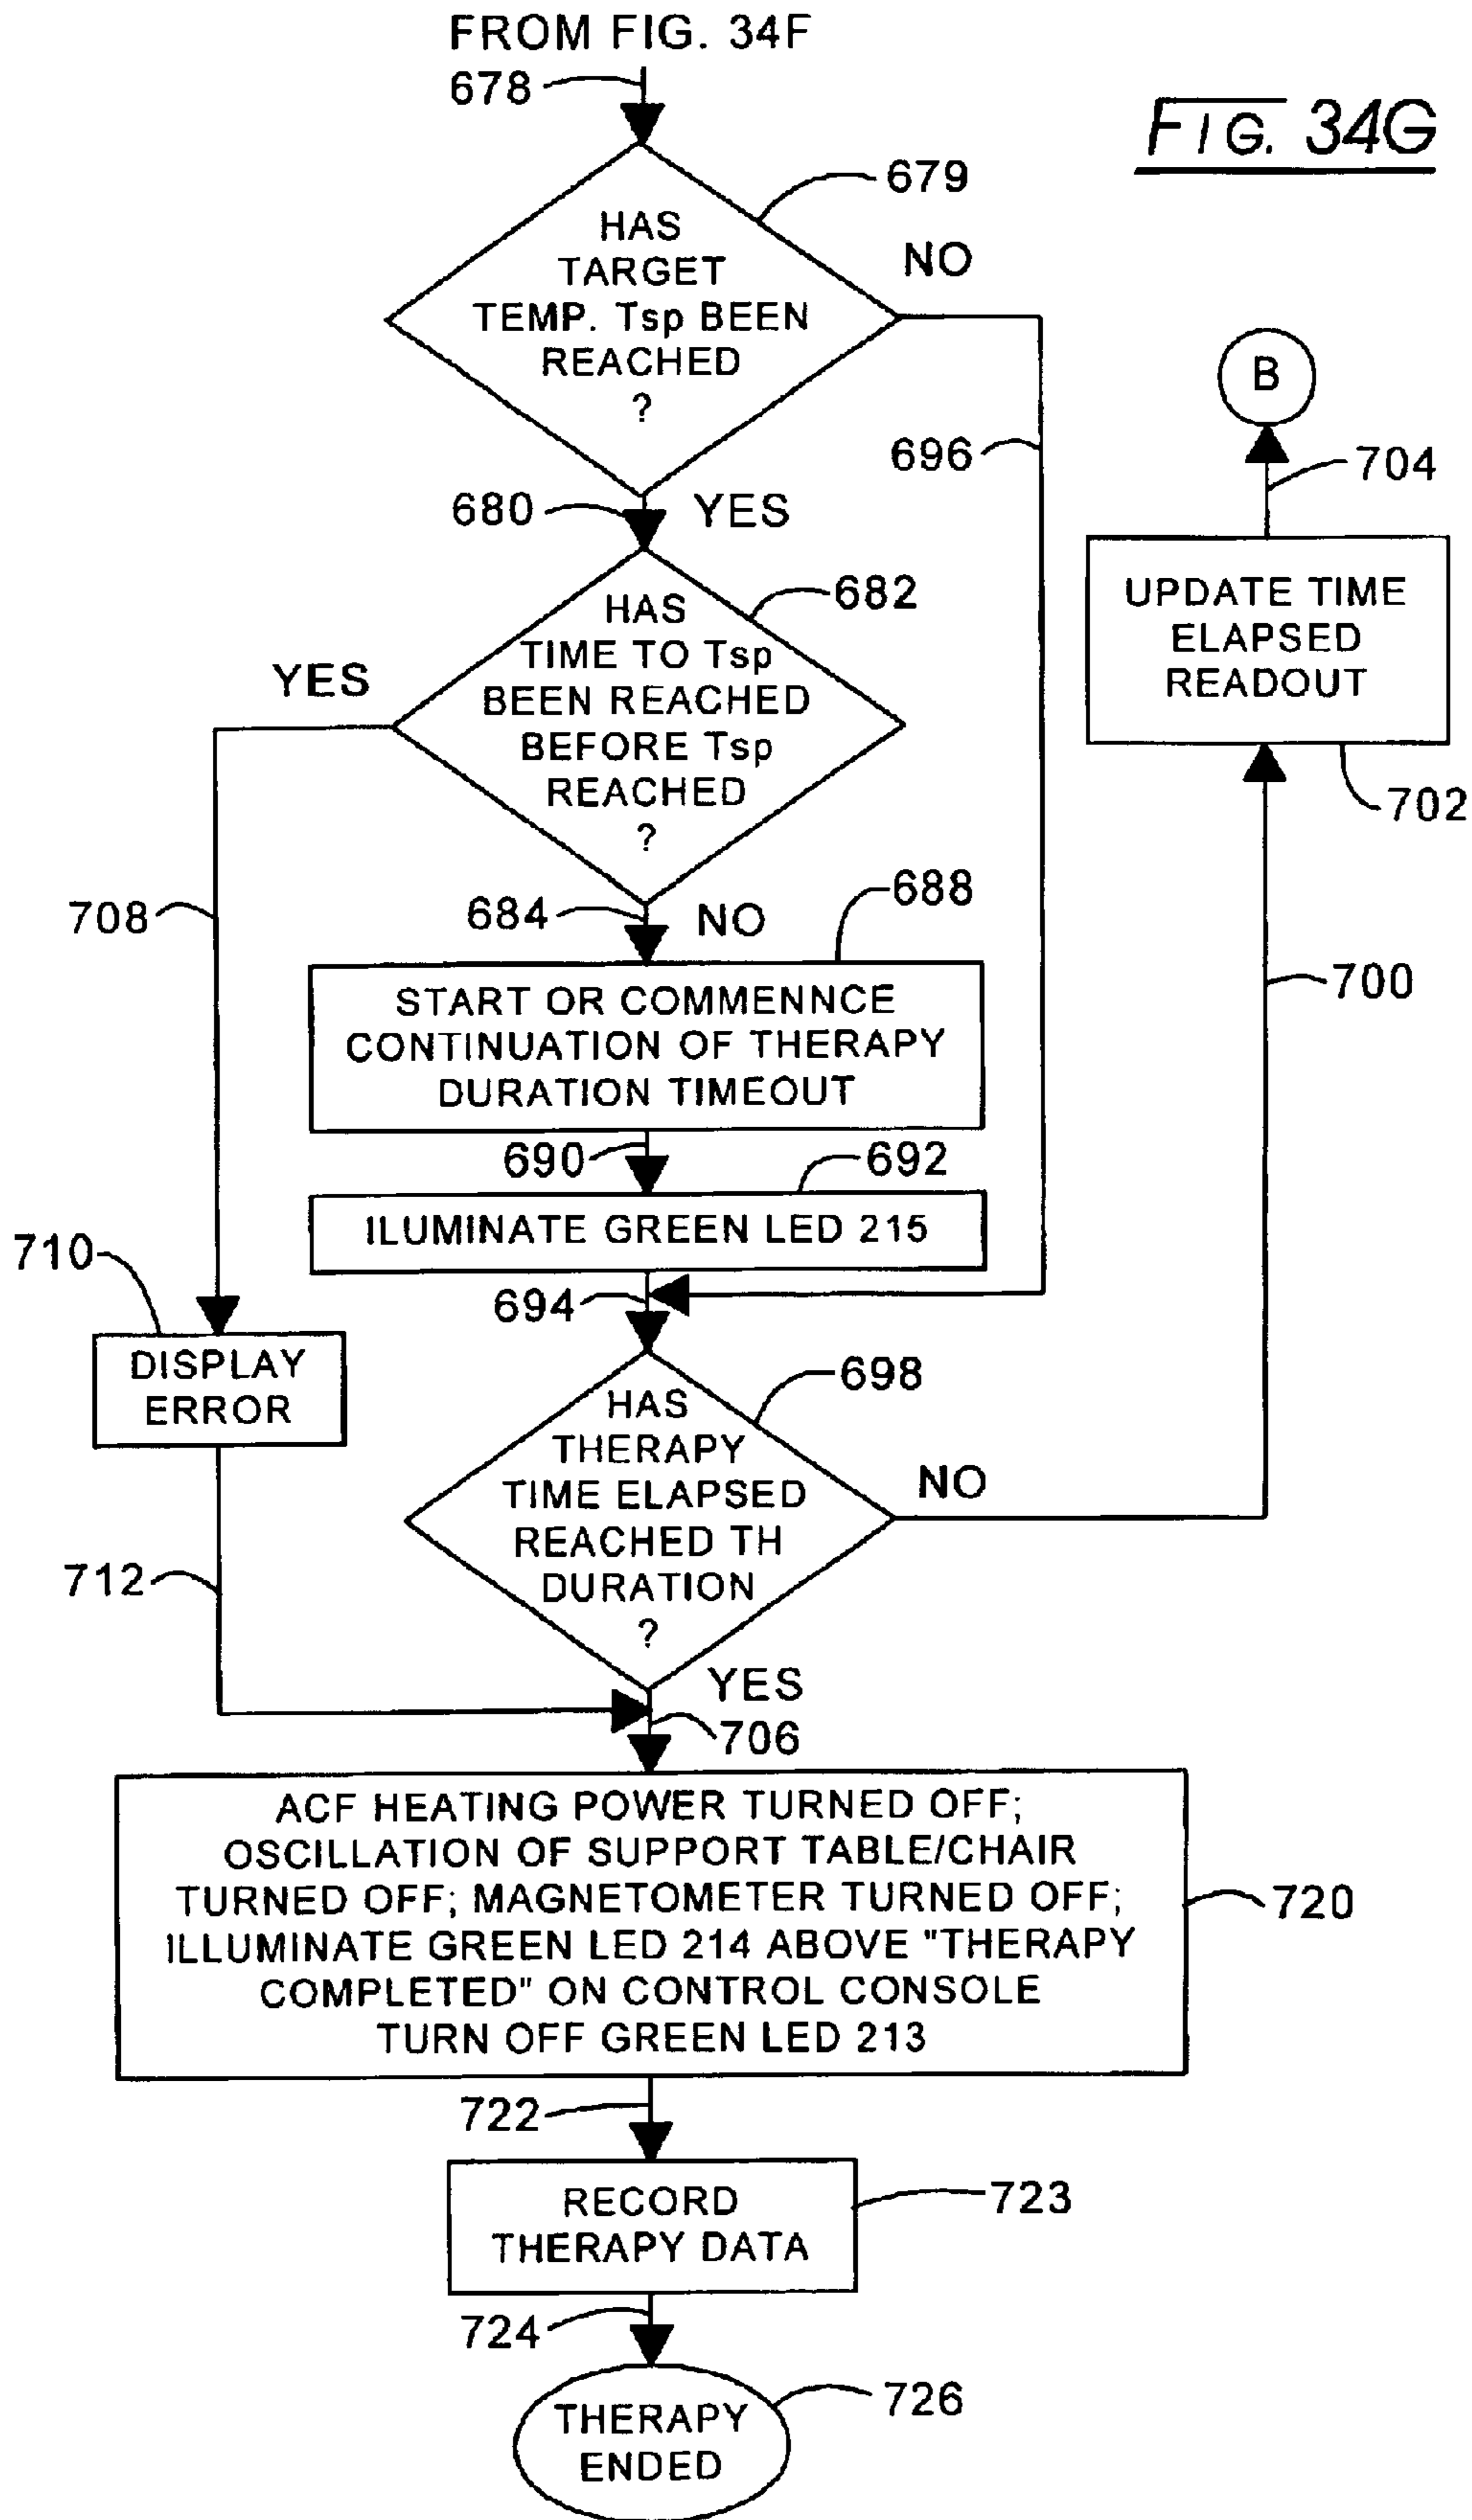 FROM FIG. 34F
678
FIG. 34G
679
HAS
TARGET
TEMP. Tsp BEEN
REACHED
?
NO
B
696
704
680
YES
UPDATE TIME
ELAPSED
READOUT
702
682
HAS
TIME TO Tsp
BEEN REACHED
BEFORE Tsp
REACHED
?
YES
708
684
NO
688
700
START OR COMMENNCE
CONTINUATION OF THERAPY
DURATION TIMEOUT
690
692
ILUMINATE GREEN LED 215
710
694
DISPLAY
ERROR
698
HAS
THERAPY
TIME ELAPSED
REACHED TH
DURATION
?
NO
712
YES
706
ACF HEATING POWER TURNED OFF;
OSCILLATION OF SUPPORT TABLE/CHAIR
TURNED OFF; MAGNETOMETER TURNED OFF;
ILLUMINATE GREEN LED 214 ABOVE "THERAPY
COMPLETED" ON CONTROL CONSOLE
TURN OFF GREEN LED 213
720
722
RECORD
THERAPY DATA
723
724
THERAPY
ENDED
726